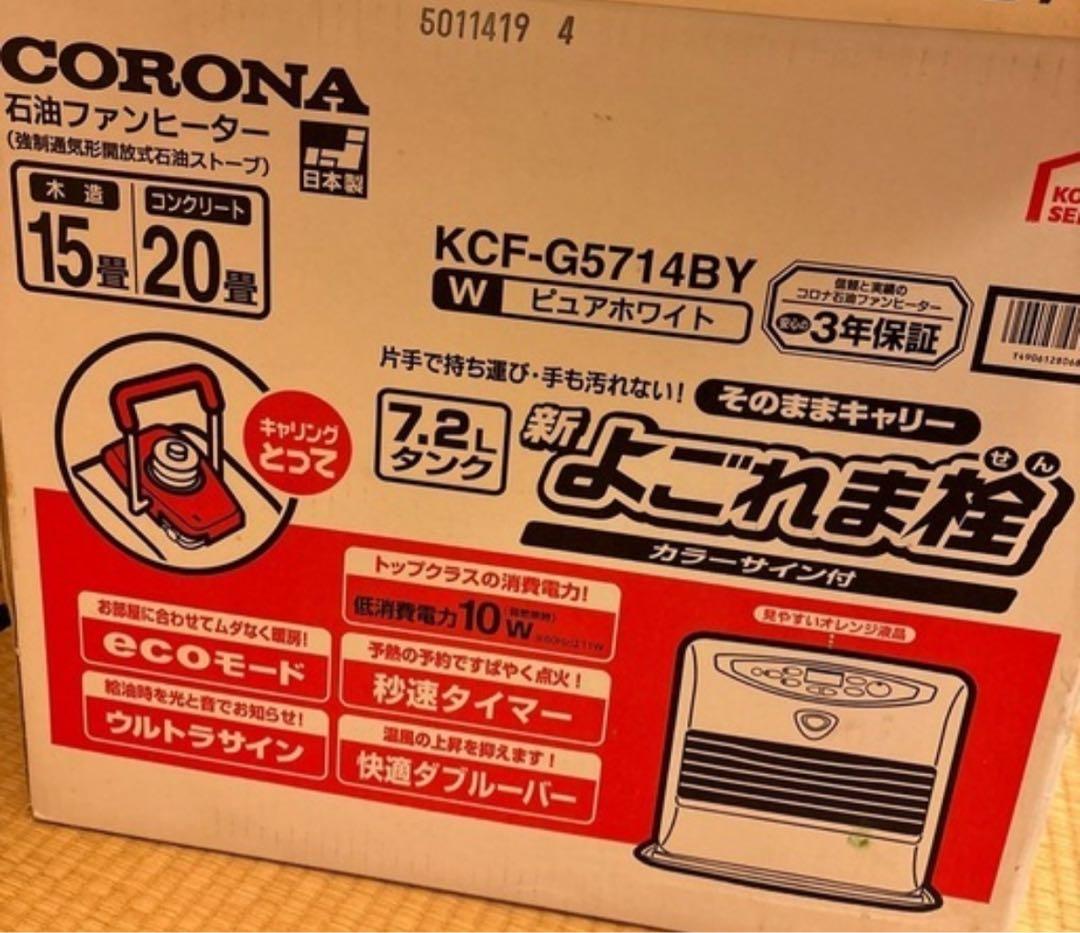 5011419 4
CORONA
石油ファンヒーター
(強制通気形開放式石油ストーブ)
日本製
木造
15畳
コンクリート
20畳
KCF-G5714BY
W ピュアホワイト
信頼と実績の
コロナ石油ファンヒーター
安心の3年保証
KO
SE
片手で持ち運び・手も汚れない!
そのままキャリー
キャリング
とって
7.2L
タンク
新よごれま栓
せん
カラーサイン付
トップクラスの消費電力!
低消費電力10W
お部屋に合わせてムダなく暖房!
ecoモード
予熱の予約ですばやく点火!
秒速タイマー
給油時を光と音でお知らせ!
ウルトラサイン
温風の上昇を抑えます!
快適ダブルーバー
見やすいオレンジ液晶